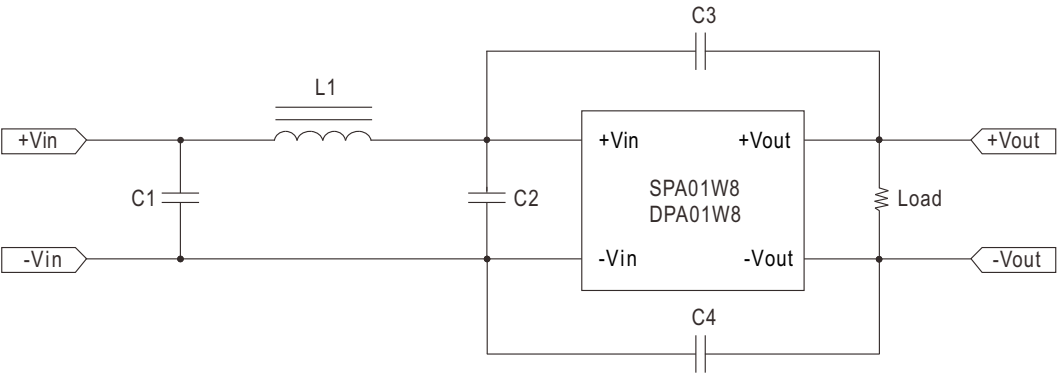 C3
L1
+Vin
+Vin
+Vout
+Vout
C1
C2
SPA01W8
DPA01W8
Load
-Vin
-Vin
-Vout
-Vout
C4